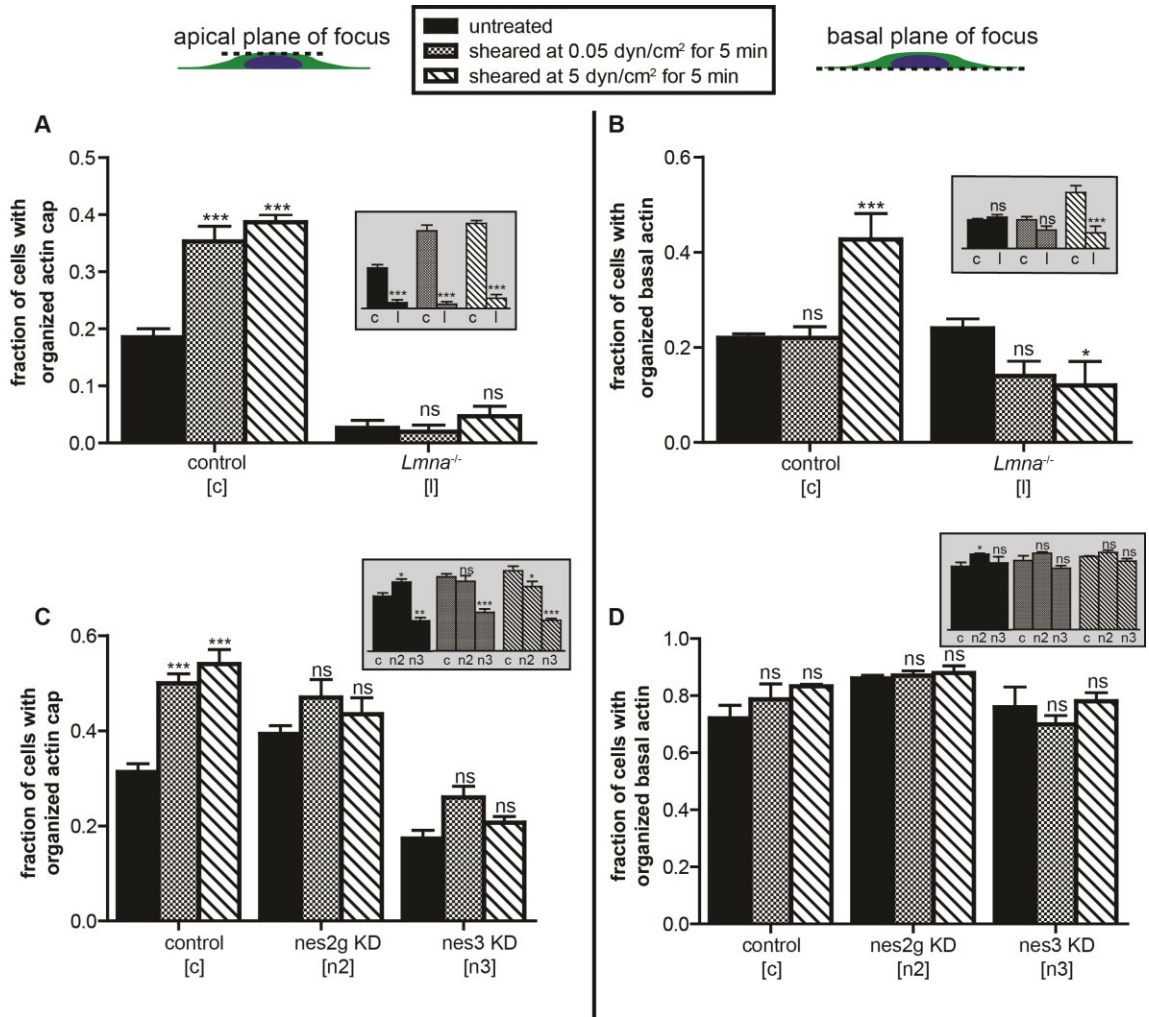 apical plane of focus
untreated
sheared at 0.05 dyn/cm² for 5 min
sheared at 5 dyn/cm² for 5 min
basal plane of focus
A
fraction of cells with
organized actin cap
0.5
0.4
0.3
0.2
0.1
0.0
*** ***
ns ns
control
[c]
Lmna⁻/⁻
[l]
*** *** ***
c l c l c l
B
fraction of cells with
organized basal actin
0.6
0.4
0.2
0.0
ns ***
ns *
control
[c]
Lmna⁻/⁻
[l]
ns ns ***
c l c l c l
C
fraction of cells with
organized actin cap
0.6
0.4
0.2
0.0
*** ***
ns ns
ns ns
control
[c]
nes2g KD
[n2]
nes3 KD
[n3]
* ** ns *** * ***
c n2 n3 c n2 n3 c n2 n3
D
fraction of cells with
organized basal actin
1.0
0.8
0.6
0.4
0.2
0.0
ns ns
ns ns
ns ns
control
[c]
nes2g KD
[n2]
nes3 KD
[n3]
* ns ns ns ns ns
c n2 n3 c n2 n3 c n2 n3